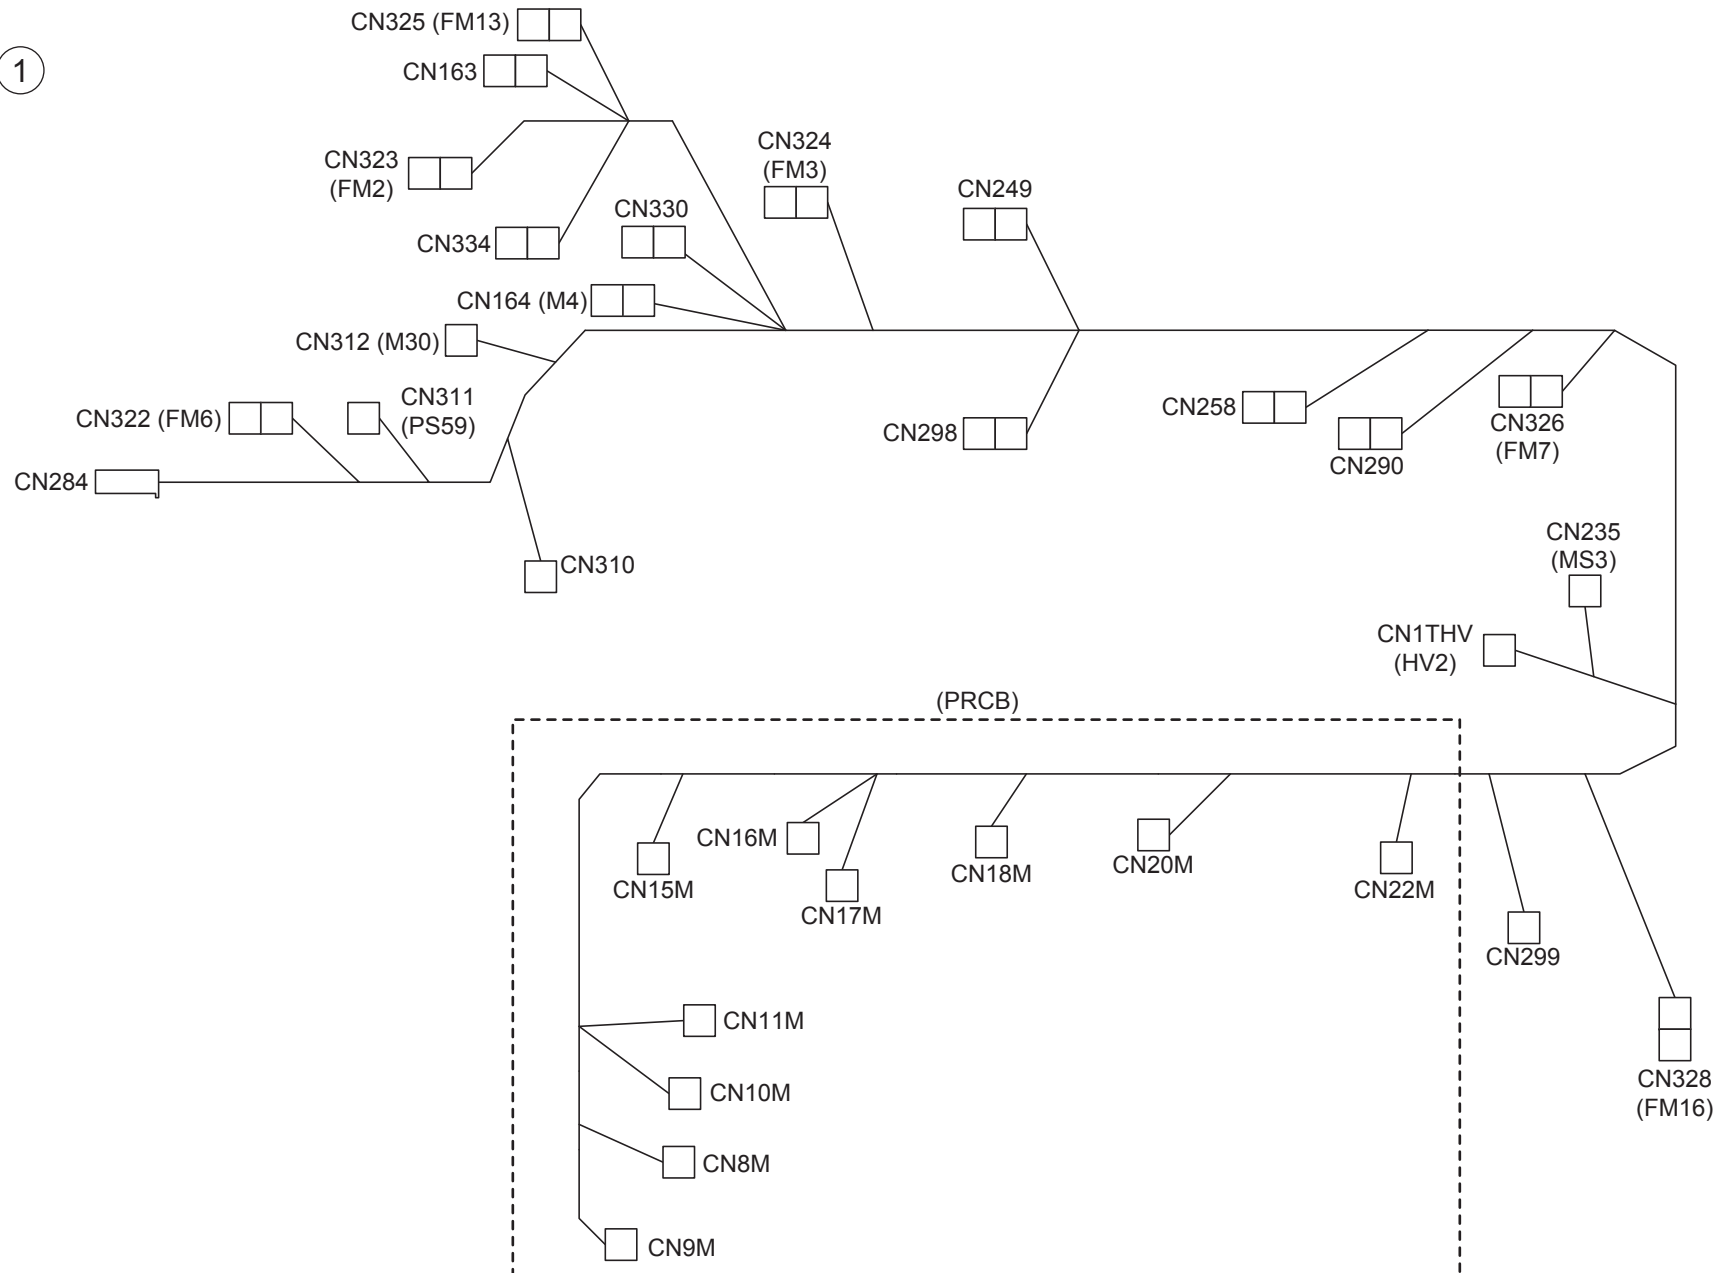 1
CN325 (FM13)
CN163
CN323
(FM2)
CN334
CN330
CN164 (M4)
CN324
(FM3)
CN249
CN312 (M30)
CN322 (FM6)
CN311
(PS59)
CN284
CN310
CN298
CN258
CN290
CN326
(FM7)
CN235
(MS3)
CN1THV
(HV2)
(PRCB)
CN15M
CN16M
CN17M
CN18M
CN20M
CN22M
CN299
CN328
(FM16)
CN11M
CN10M
CN8M
CN9M